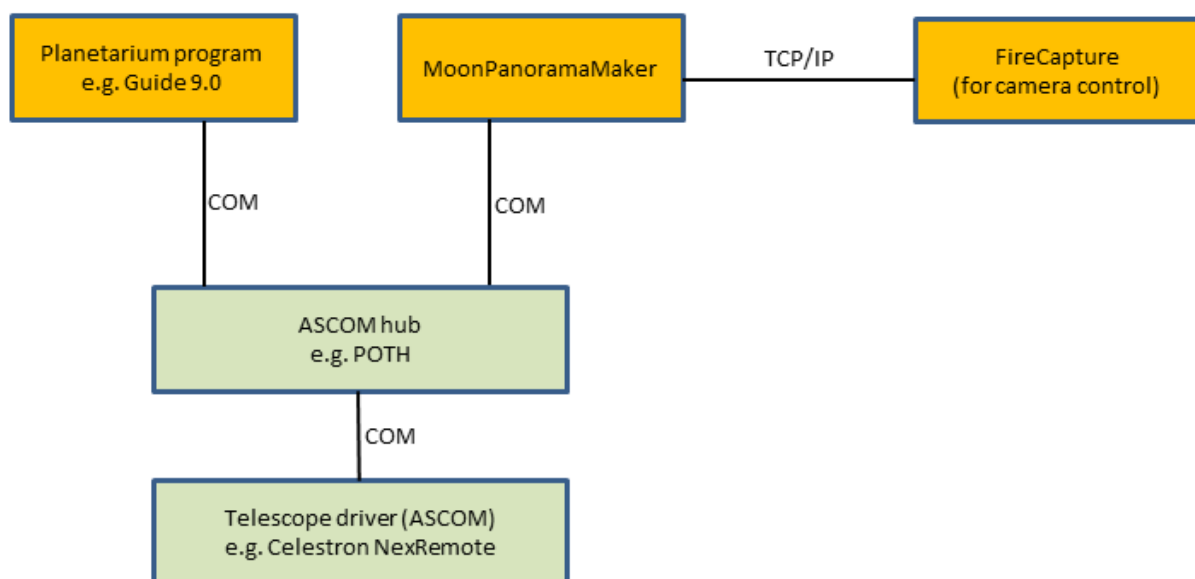 Planetarium program
e.g. Guide 9.0
MoonPanoramaMaker
TCP/IP
FireCapture
(for camera control)
COM
COM
ASCOM hub
e.g. POTH
COM
Telescope driver (ASCOM)
e.g. Celestron NexRemote